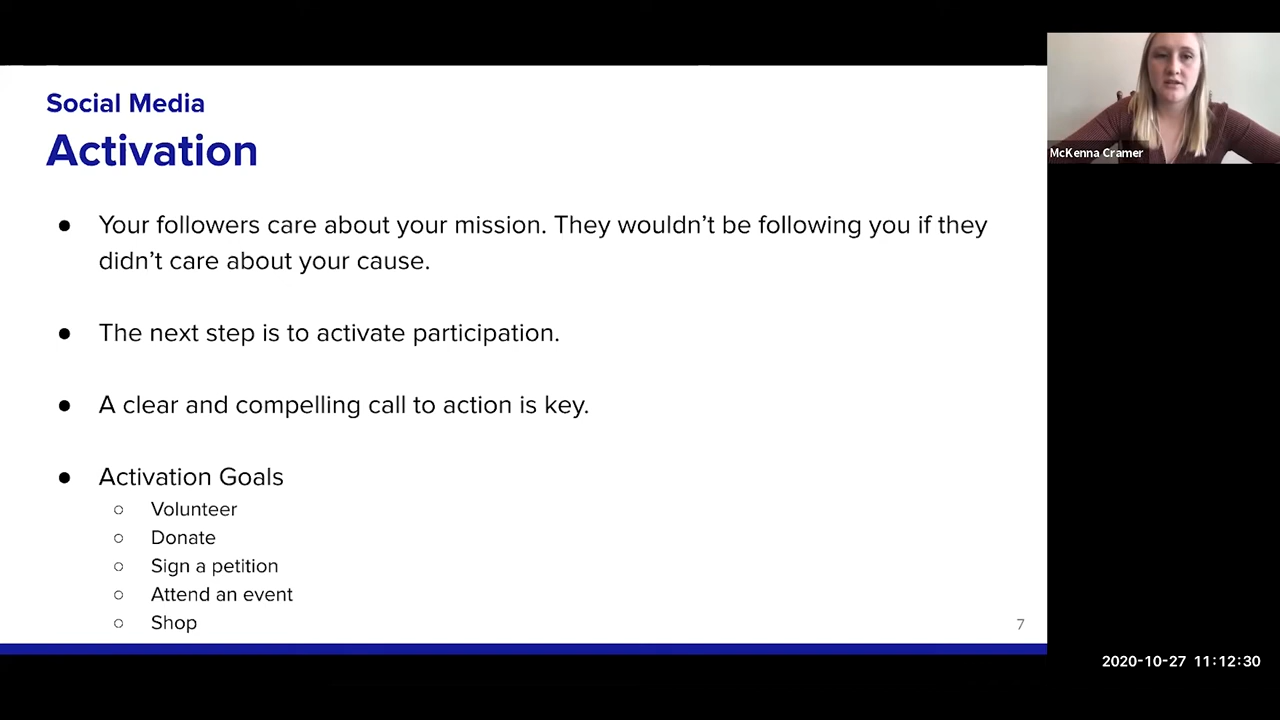 Social Media
Activation
● Your followers care about your mission. They wouldn't be following you if they
didn't care about your cause.
● The next step is to activate participation.
● A clear and compelling call to action is key.
● Activation Goals
○ Volunteer
○ Donate
○ Sign a petition
○ Attend an event
○ Shop
7
McKenna Cramer
2020-10-27 11:12:30